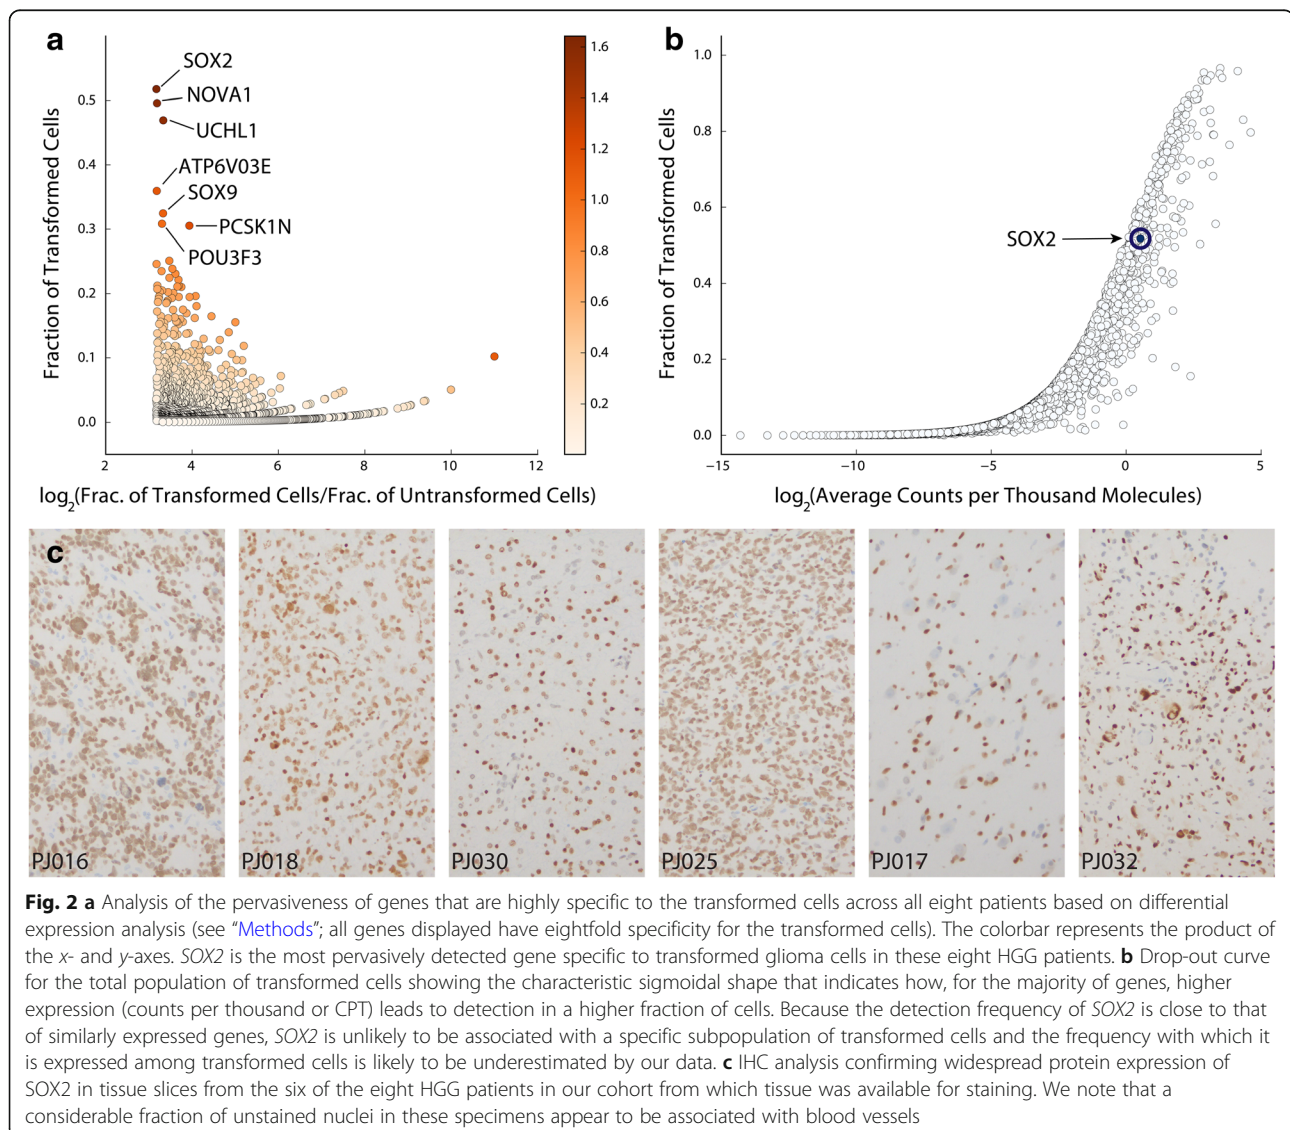 a
SOX2
NOVA1
UCHL1
ATP6V03E
SOX9
PCSK1N
POU3F3
Fraction of Transformed Cells
0.5
0.4
0.3
0.2
0.1
0.0
2 4 6 8 10 12
log2(Frac. of Transformed Cells/Frac. of Untransformed Cells)
1.6
1.4
1.2
1.0
0.8
0.6
0.4
0.2
b
Fraction of Transformed Cells
1.0
0.8
0.6
0.4
0.2
0.0
SOX2
−15 −10 −5 0 5
log2(Average Counts per Thousand Molecules)
c
PJ016 PJ018 PJ030 PJ025 PJ017 PJ032
Fig. 2 a Analysis of the pervasiveness of genes that are highly specific to the transformed cells across all eight patients based on differential
expression analysis (see “Methods”; all genes displayed have eightfold specificity for the transformed cells). The colorbar represents the product of
the x- and y-axes. SOX2 is the most pervasively detected gene specific to transformed glioma cells in these eight HGG patients. b Drop-out curve
for the total population of transformed cells showing the characteristic sigmoidal shape that indicates how, for the majority of genes, higher
expression (counts per thousand or CPT) leads to detection in a higher fraction of cells. Because the detection frequency of SOX2 is close to that
of similarly expressed genes, SOX2 is unlikely to be associated with a specific subpopulation of transformed cells and the frequency with which it
is expressed among transformed cells is likely to be underestimated by our data. c IHC analysis confirming widespread protein expression of
SOX2 in tissue slices from the six of the eight HGG patients in our cohort from which tissue was available for staining. We note that a
considerable fraction of unstained nuclei in these specimens appear to be associated with blood vessels